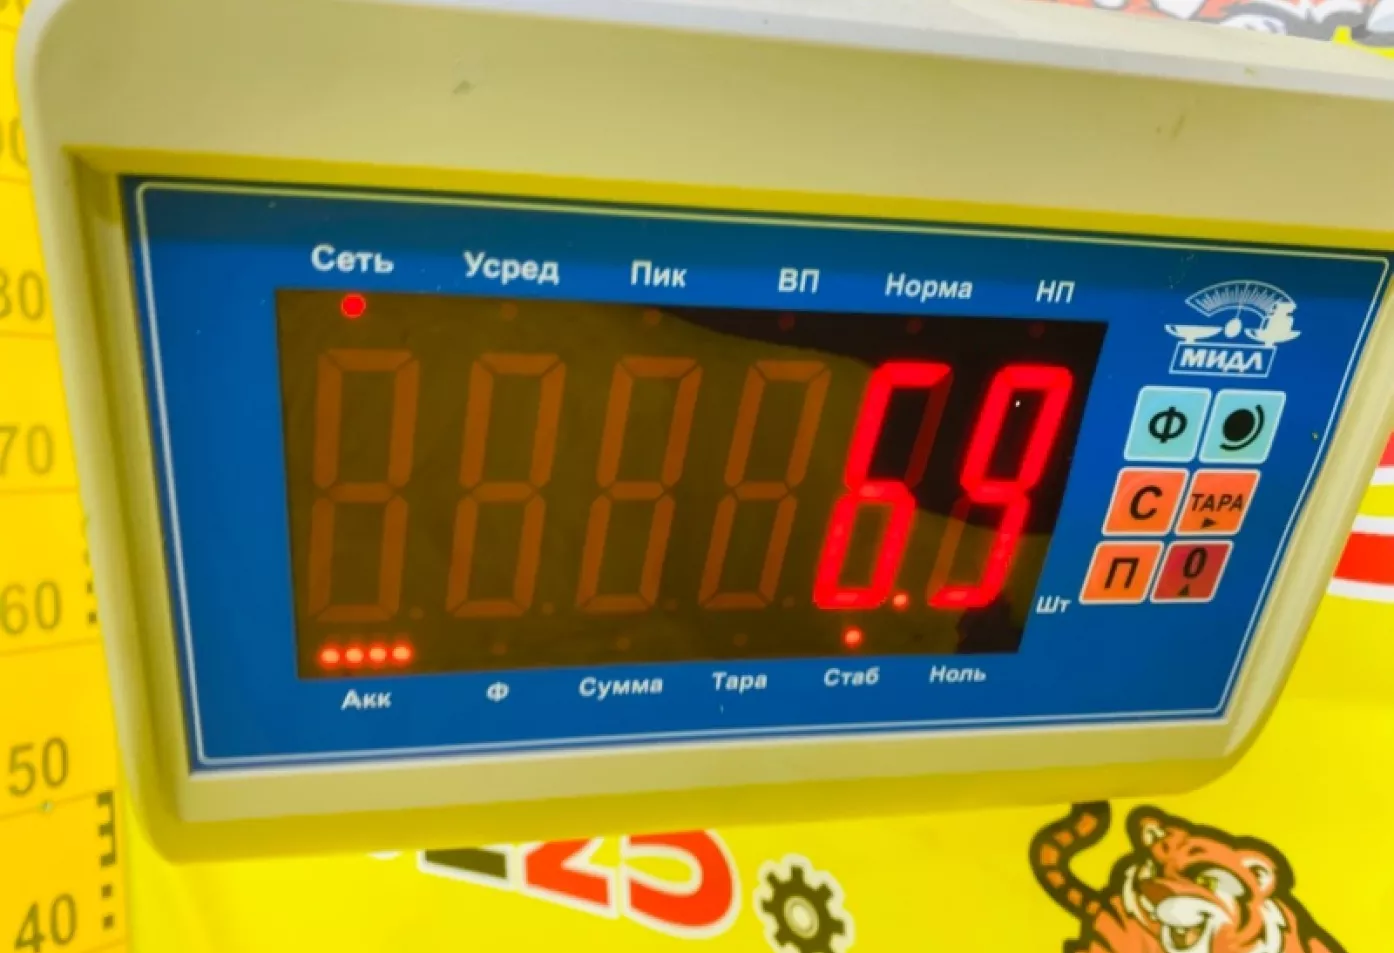 Сеть Усред Пик ВП Норма НП
МИДЛ
6.9
Ф
С ТАРА
П 0
Шт
Акк Ф Сумма Тара Стаб Ноль
80
70
60
50
40